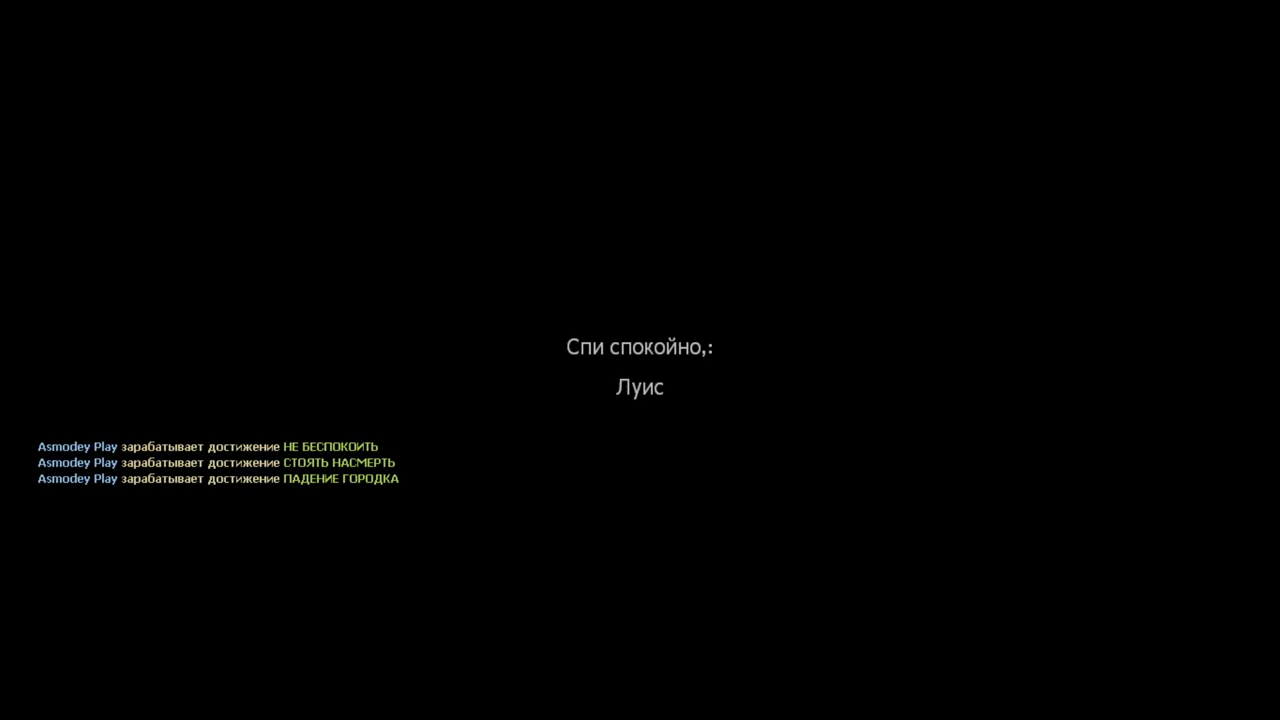 Спи спокойно,:
Луис
Asmodey Play зарабатывает достижение НЕ БЕСПОКОИТЬ
Asmodey Play зарабатывает достижение СТОЯТЬ НАСМЕРТЬ
Asmodey Play зарабатывает достижение ПАДЕНИЕ ГОРОДКА